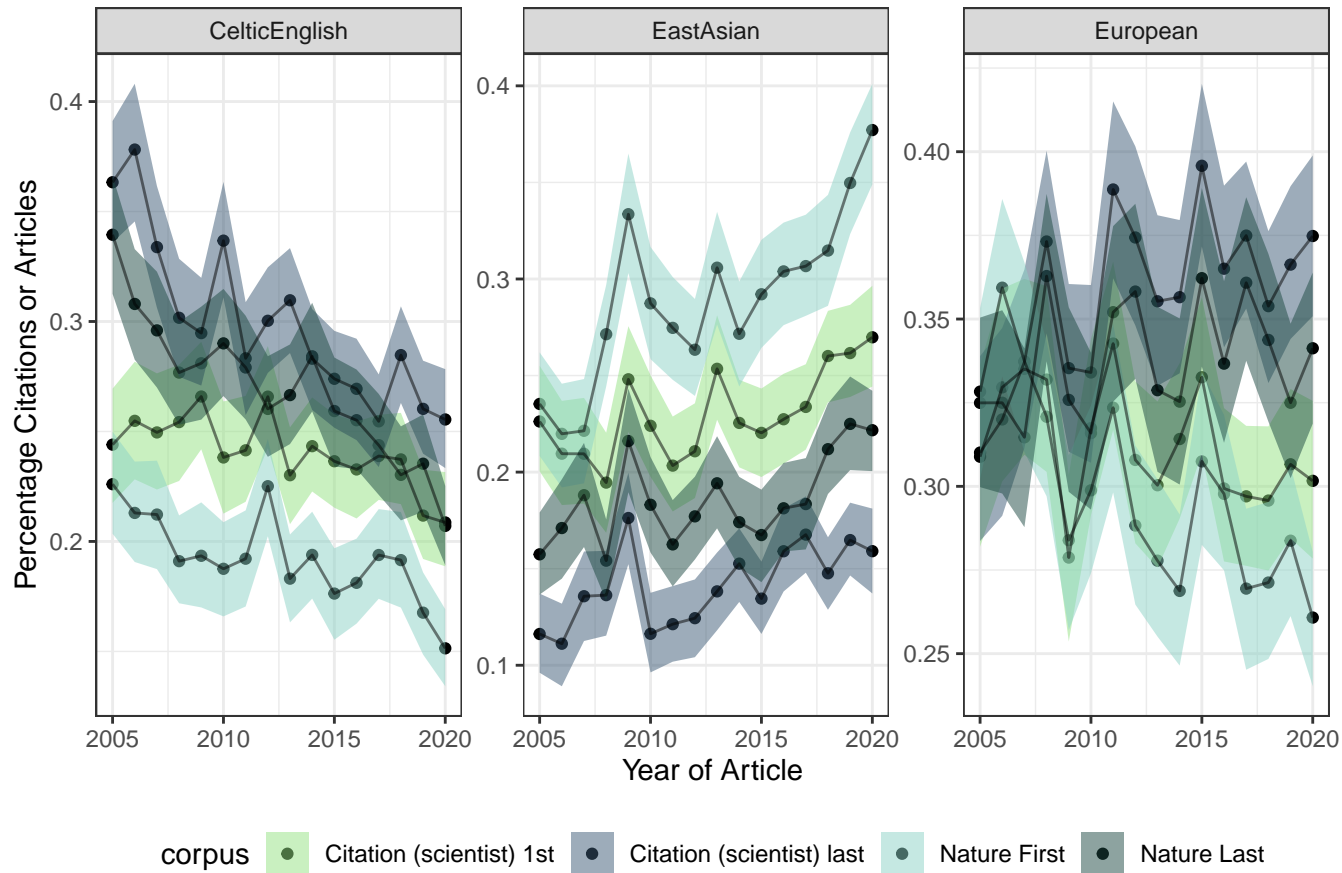 CelticEnglish
EastAsian
European
Percentage Citations or Articles
0.4
0.3
0.2
0.4
0.3
0.2
0.1
0.40
0.35
0.30
0.25
2005 2010 2015 2020
2005 2010 2015 2020
2005 2010 2015 2020
Year of Article
corpus Citation (scientist) 1st Citation (scientist) last Nature First Nature Last